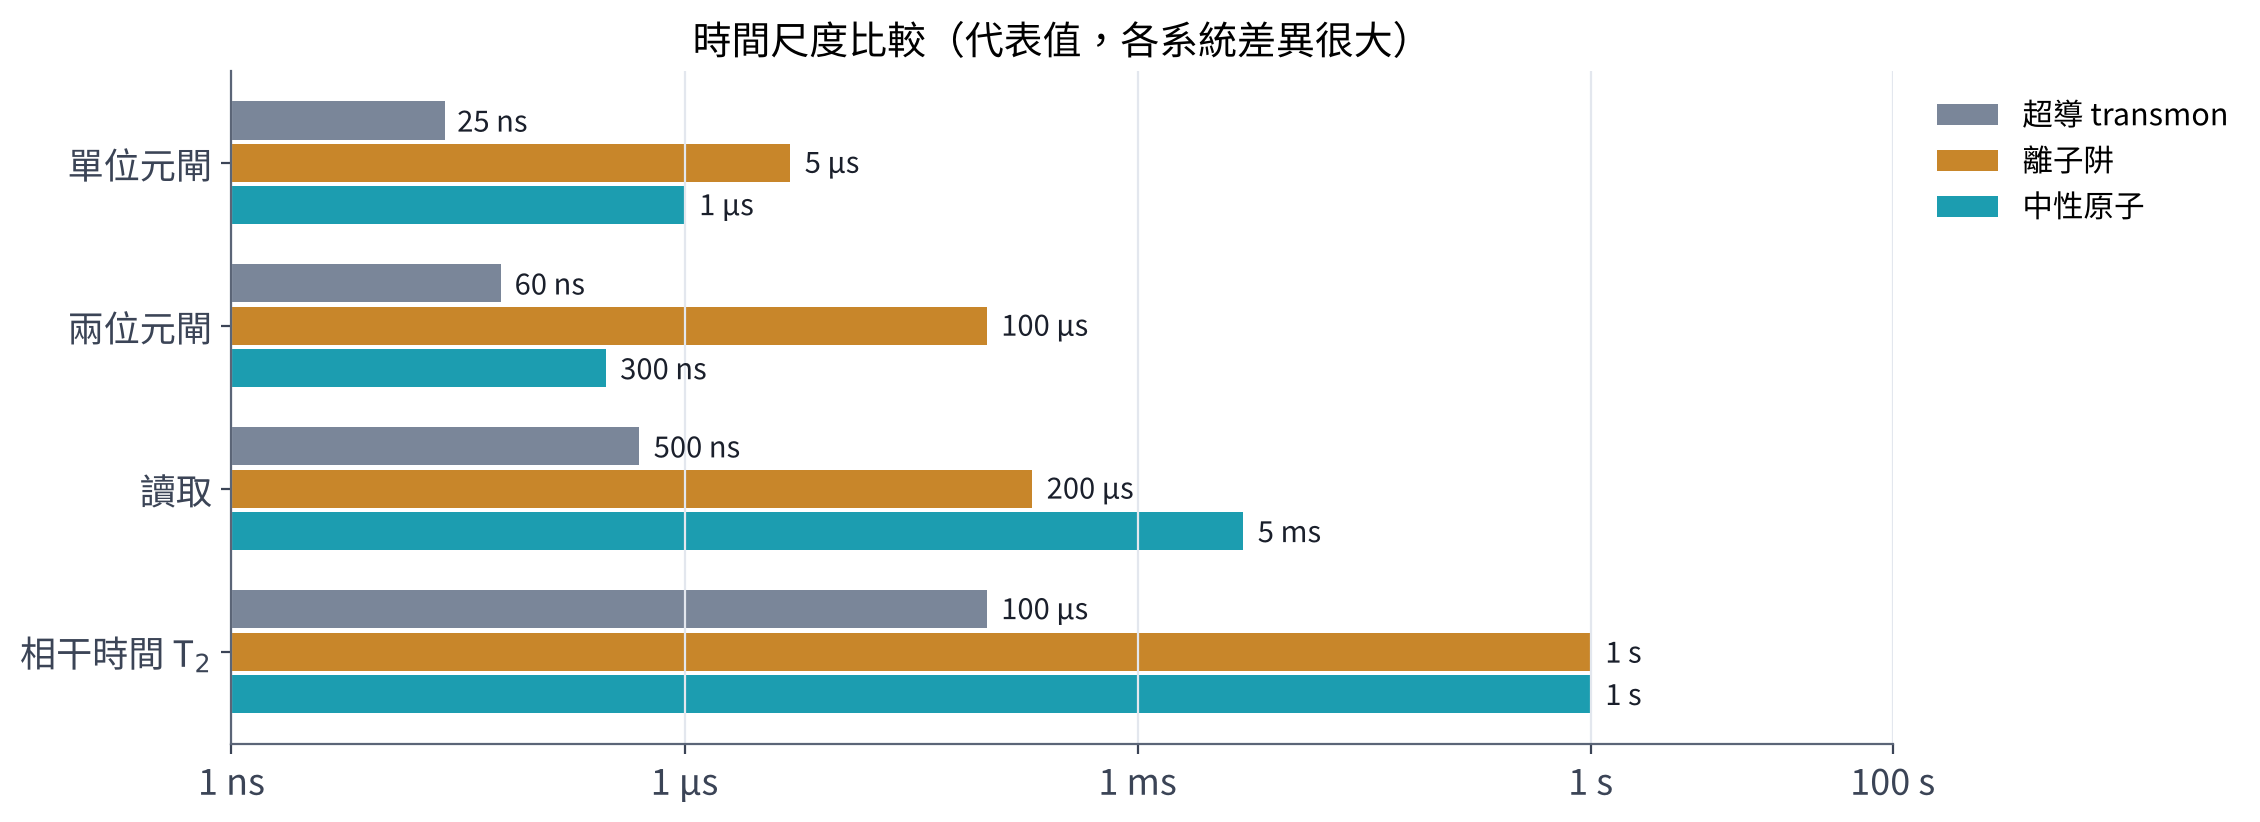 時間尺度比較（代表值，各系統差異很大）
超導 transmon
離子阱
中性原子
單位元閘
25 ns
5 µs
1 µs
兩位元閘
60 ns
100 µs
300 ns
讀取
500 ns
200 µs
5 ms
相干時間 T₂
100 µs
1 s
1 s
1 ns 1 µs 1 ms 1 s 100 s